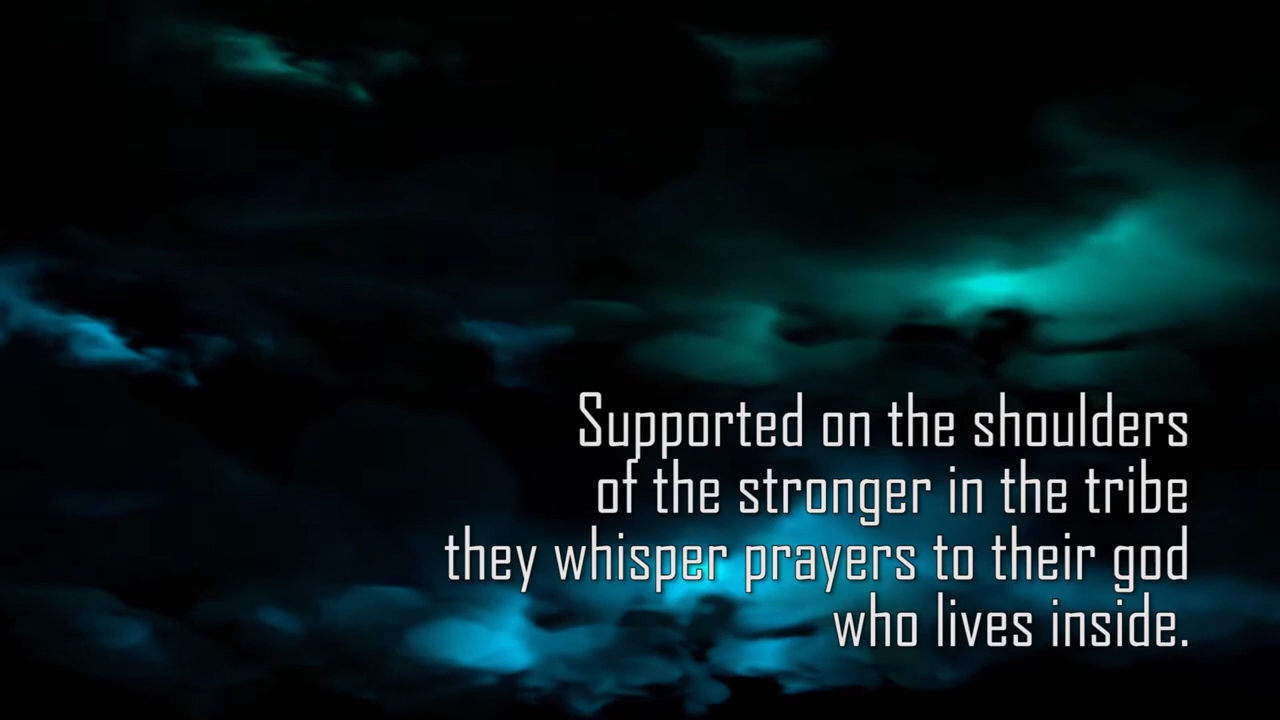 Supported on the shoulders
of the stronger in the tribe
they whisper prayers to their god
who lives inside.